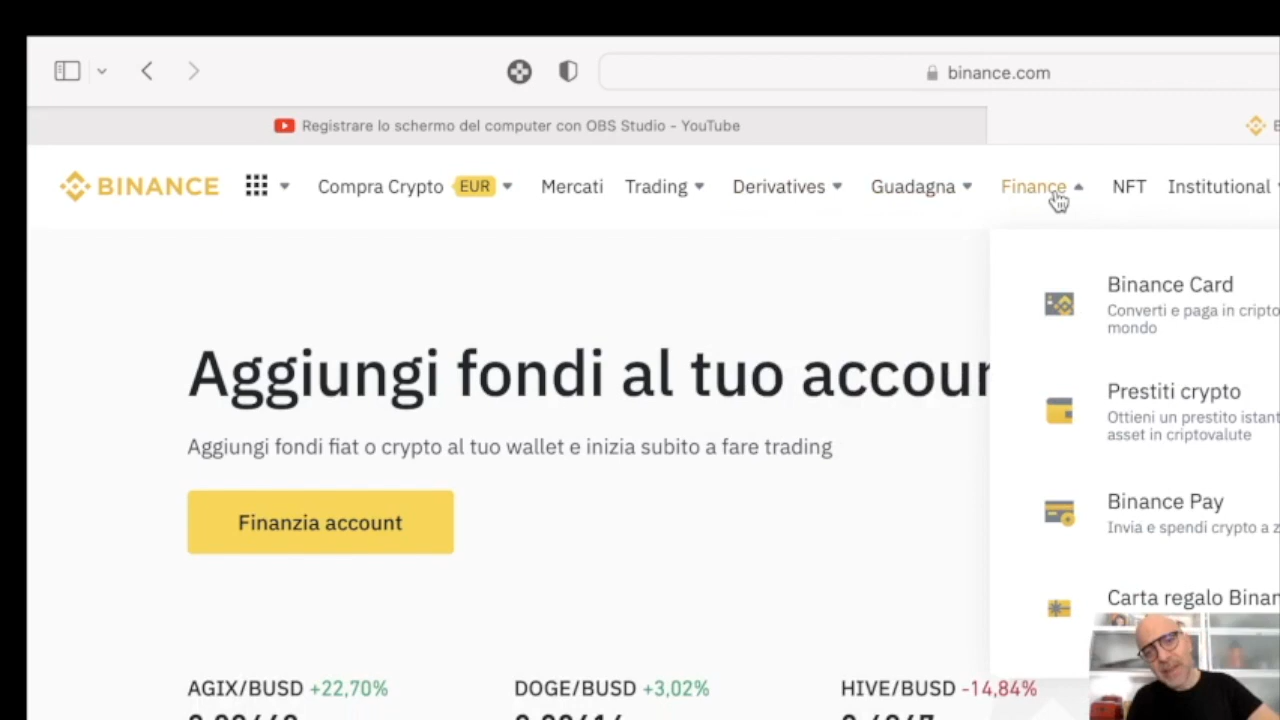 binance.com
Registrare lo schermo del computer con OBS Studio - YouTube
BINANCE Compra Crypto EUR Mercati Trading Derivatives Guadagna Finance NFT Institutional
Binance Card
Converti e paga in cripto
mondo
Aggiungi fondi al tuo accoun
Prestiti crypto
Ottieni un prestito istant
asset in criptovalute
Aggiungi fondi fiat o crypto al tuo wallet e inizia subito a fare trading
Binance Pay
Invia e spendi crypto a z
Finanzia account
Carta regalo Binan
AGIX/BUSD +22,70% DOGE/BUSD +3,02% HIVE/BUSD -14,84%